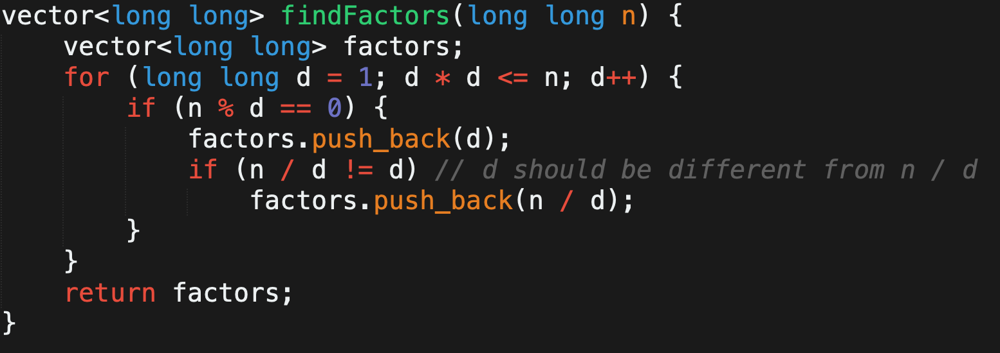 vector<long long> findFactors(long long n) {
    vector<long long> factors;
    for (long long d = 1; d * d <= n; d++) {
        if (n % d == 0) {
            factors.push_back(d);
            if (n / d != d) // d should be different from n / d
                factors.push_back(n / d);
        }
    }
    return factors;
}